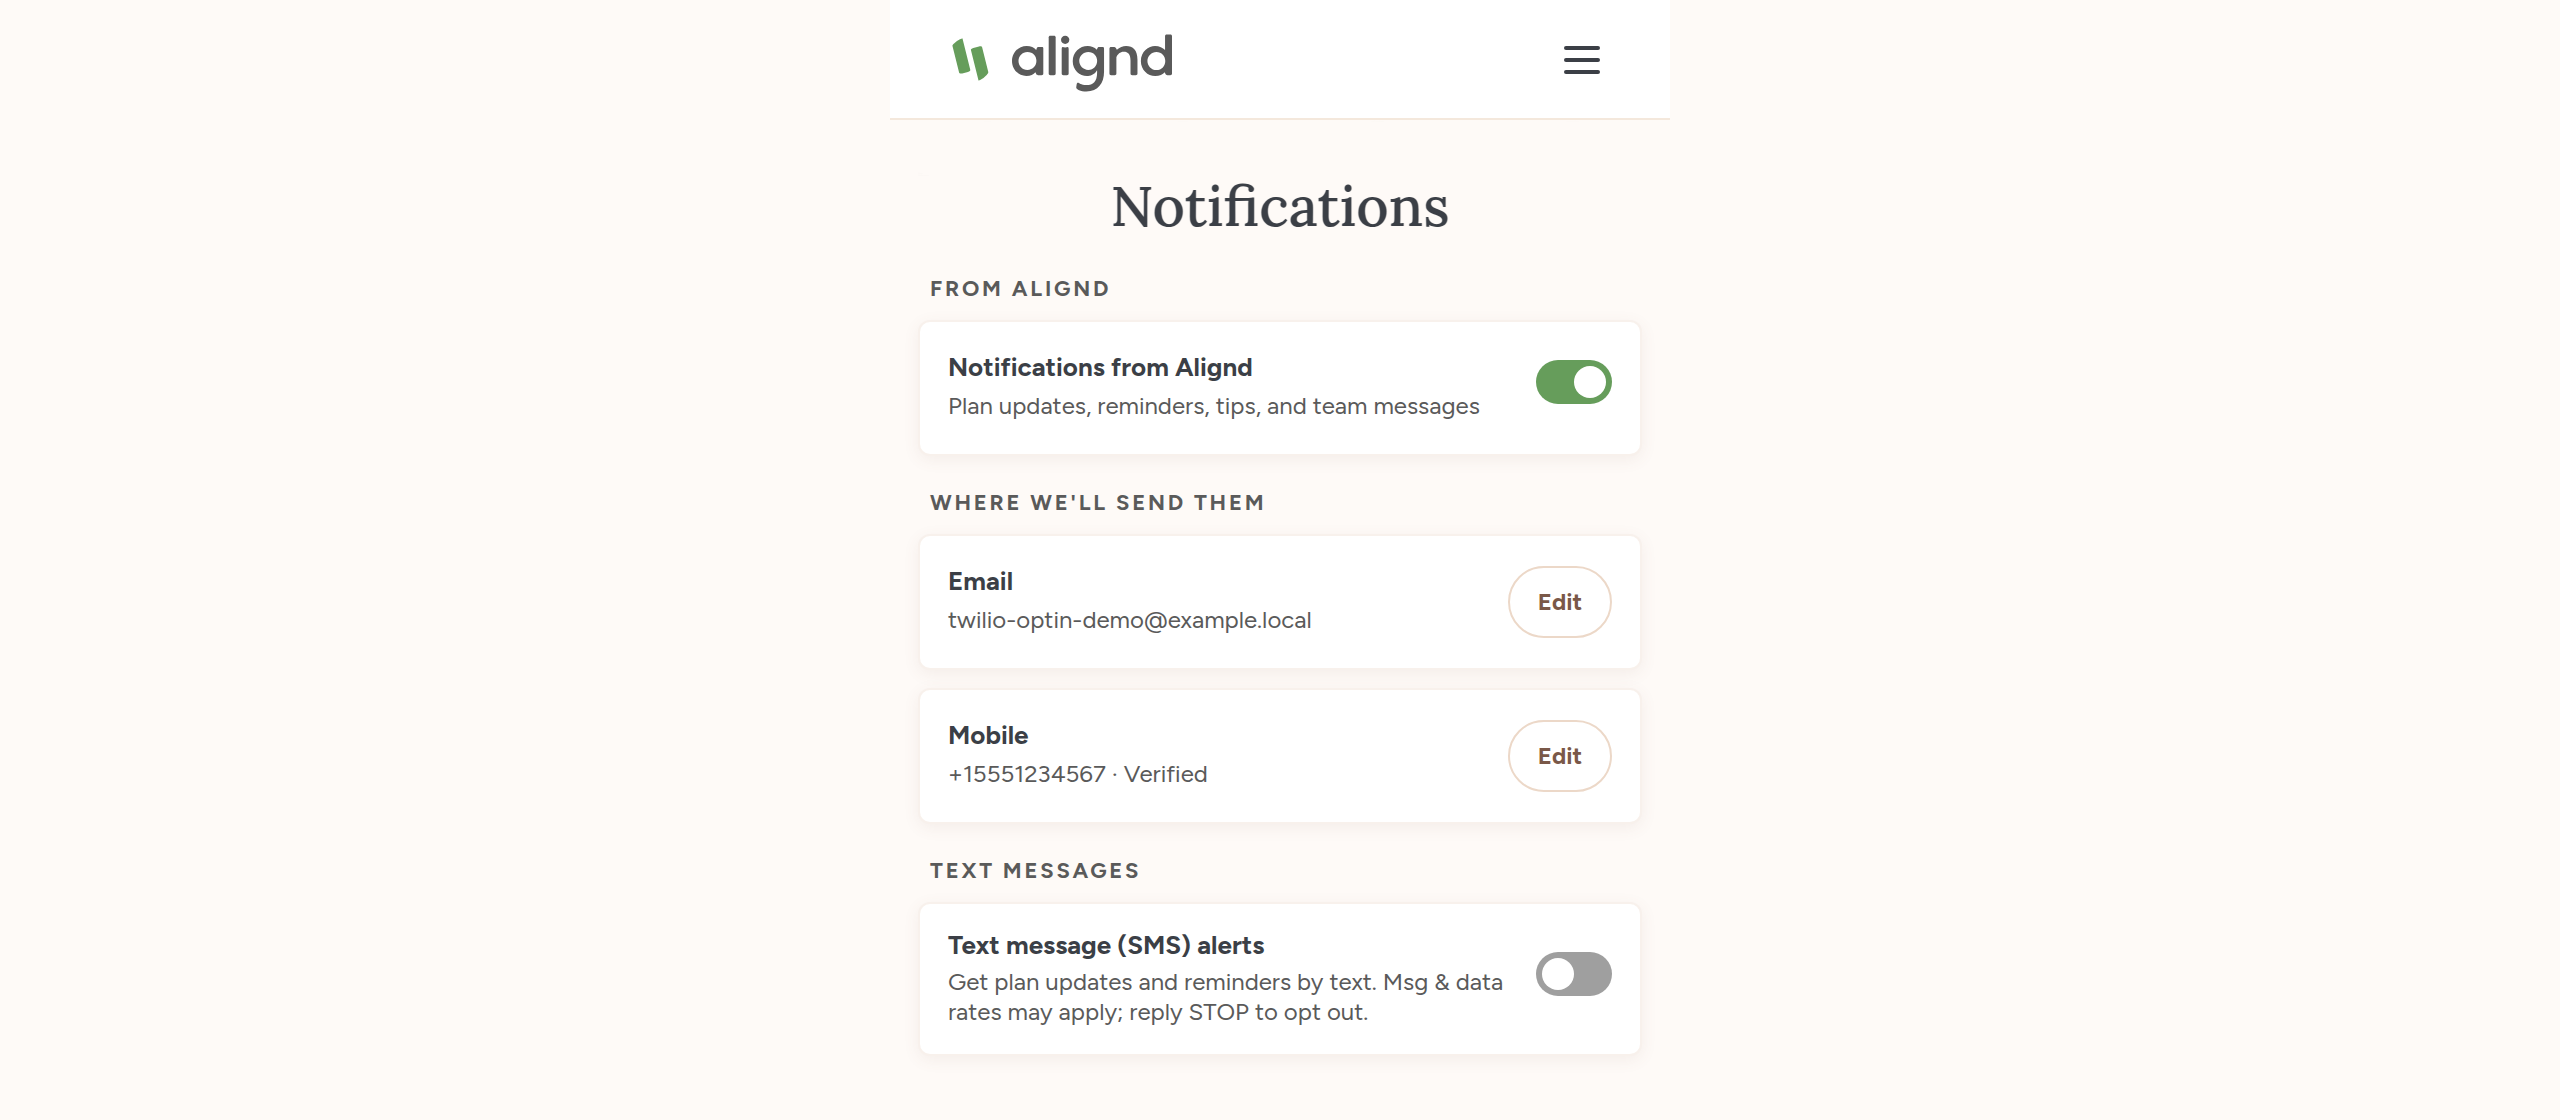 alignd
Notifications
FROM ALIGND
Notifications from Alignd
Plan updates, reminders, tips, and team messages
WHERE WE'LL SEND THEM
Email
twilio-optin-demo@example.local
Edit
Mobile
+15551234567 · Verified
Edit
TEXT MESSAGES
Text message (SMS) alerts
Get plan updates and reminders by text. Msg & data
rates may apply; reply STOP to opt out.